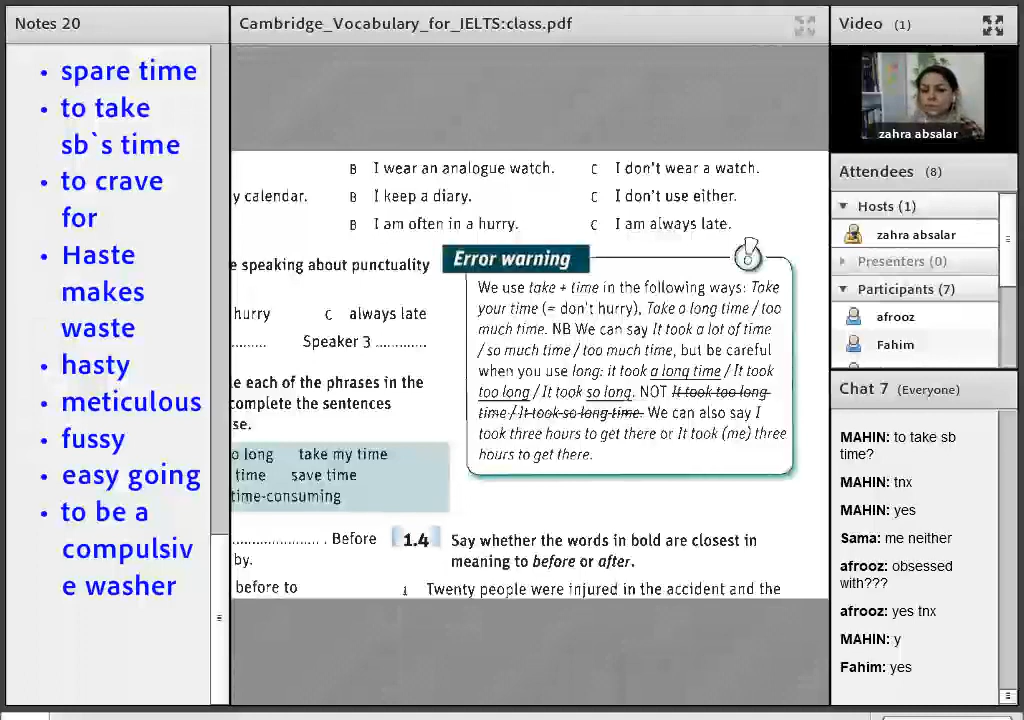 Notes 20
• spare time
• to take
sb`s time
• to crave
for
• Haste
makes
waste
• hasty
• meticulous
• fussy
• easy going
• to be a
compulsiv
e washer
Cambridge_Vocabulary_for_IELTS:class.pdf
B I wear an analogue watch. C I don't wear a watch.
y calendar. B I keep a diary. C I don't use either.
B I am often in a hurry. C I am always late.
e speaking about punctuality
hurry C always late
.......... Speaker 3 ..............
e each of the phrases in the
complete the sentences
se.
o long take my time
time save time
time-consuming
........................ . Before
by.
before to
Error warning
We use take + time in the following ways: Take
your time (= don't hurry), Take a long time / too
much time. NB We can say It took a lot of time
/ so much time / too much time, but be careful
when you use long: it took a long time / It took
too long / It took so long. NOT It took too long
time / It took so long time. We can also say I
took three hours to get there or It took (me) three
hours to get there.
1.4 Say whether the words in bold are closest in
meaning to before or after.
1 Twenty people were injured in the accident and the
Video (1)
zahra absalar
Attendees (8)
Hosts (1)
zahra absalar
Presenters (0)
Participants (7)
afrooz
Fahim
Chat 7 (Everyone)
MAHIN: to take sb
time?
MAHIN: tnx
MAHIN: yes
Sama: me neither
afrooz: obsessed
with???
afrooz: yes tnx
MAHIN: y
Fahim: yes